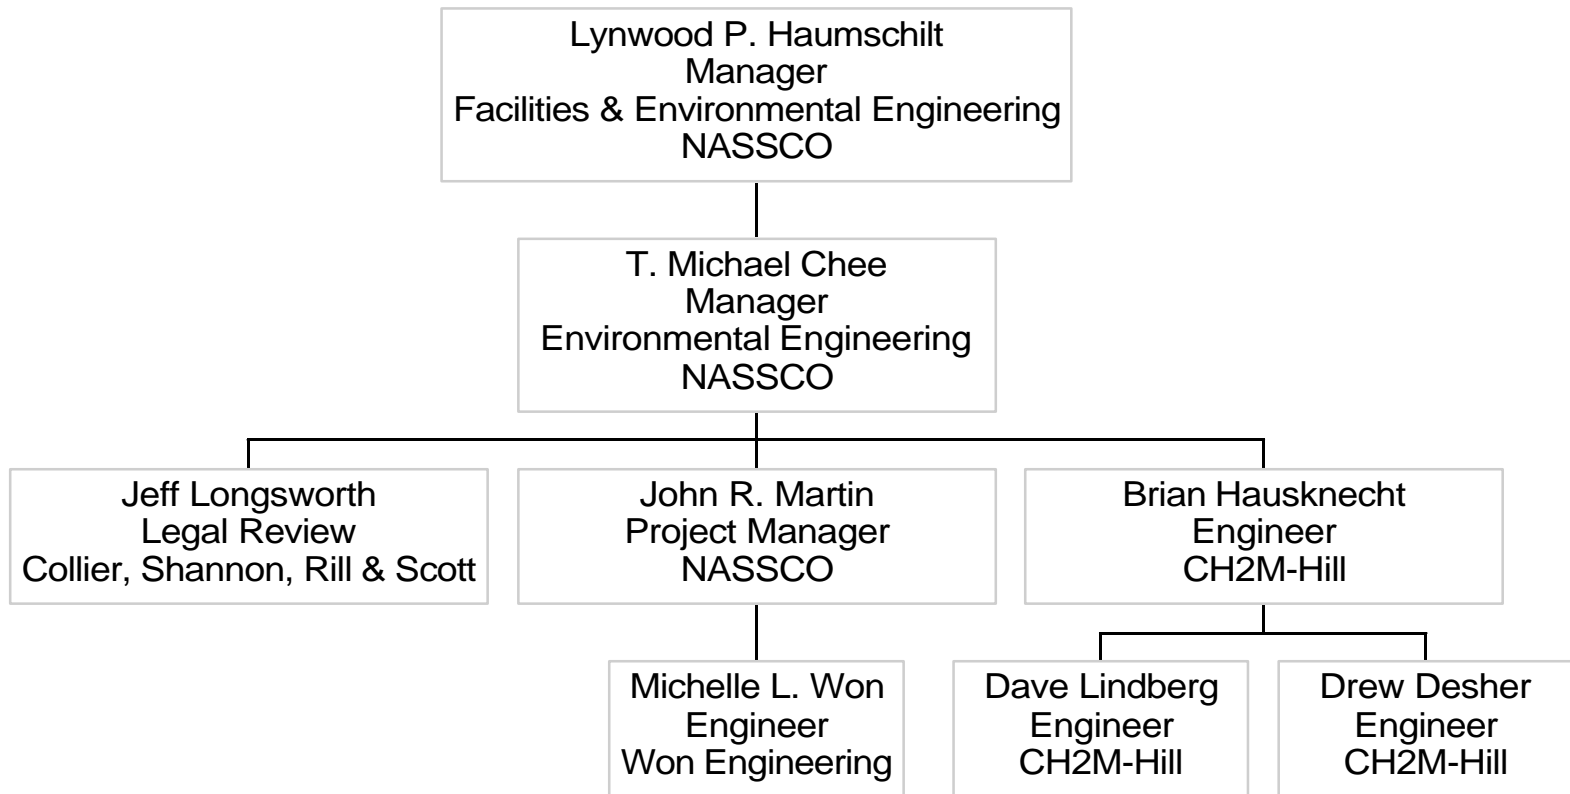 Lynwood P. Haumschilt
Manager
Facilities & Environmental Engineering
NASSCO
T. Michael Chee
Manager
Environmental Engineering
NASSCO
Jeff Longsworth
Legal Review
Collier, Shannon, Rill & Scott
John R. Martin
Project Manager
NASSCO
Brian Hausknecht
Engineer
CH2M-Hill
Michelle L. Won
Engineer
Won Engineering
Dave Lindberg
Engineer
CH2M-Hill
Drew Desher
Engineer
CH2M-Hill